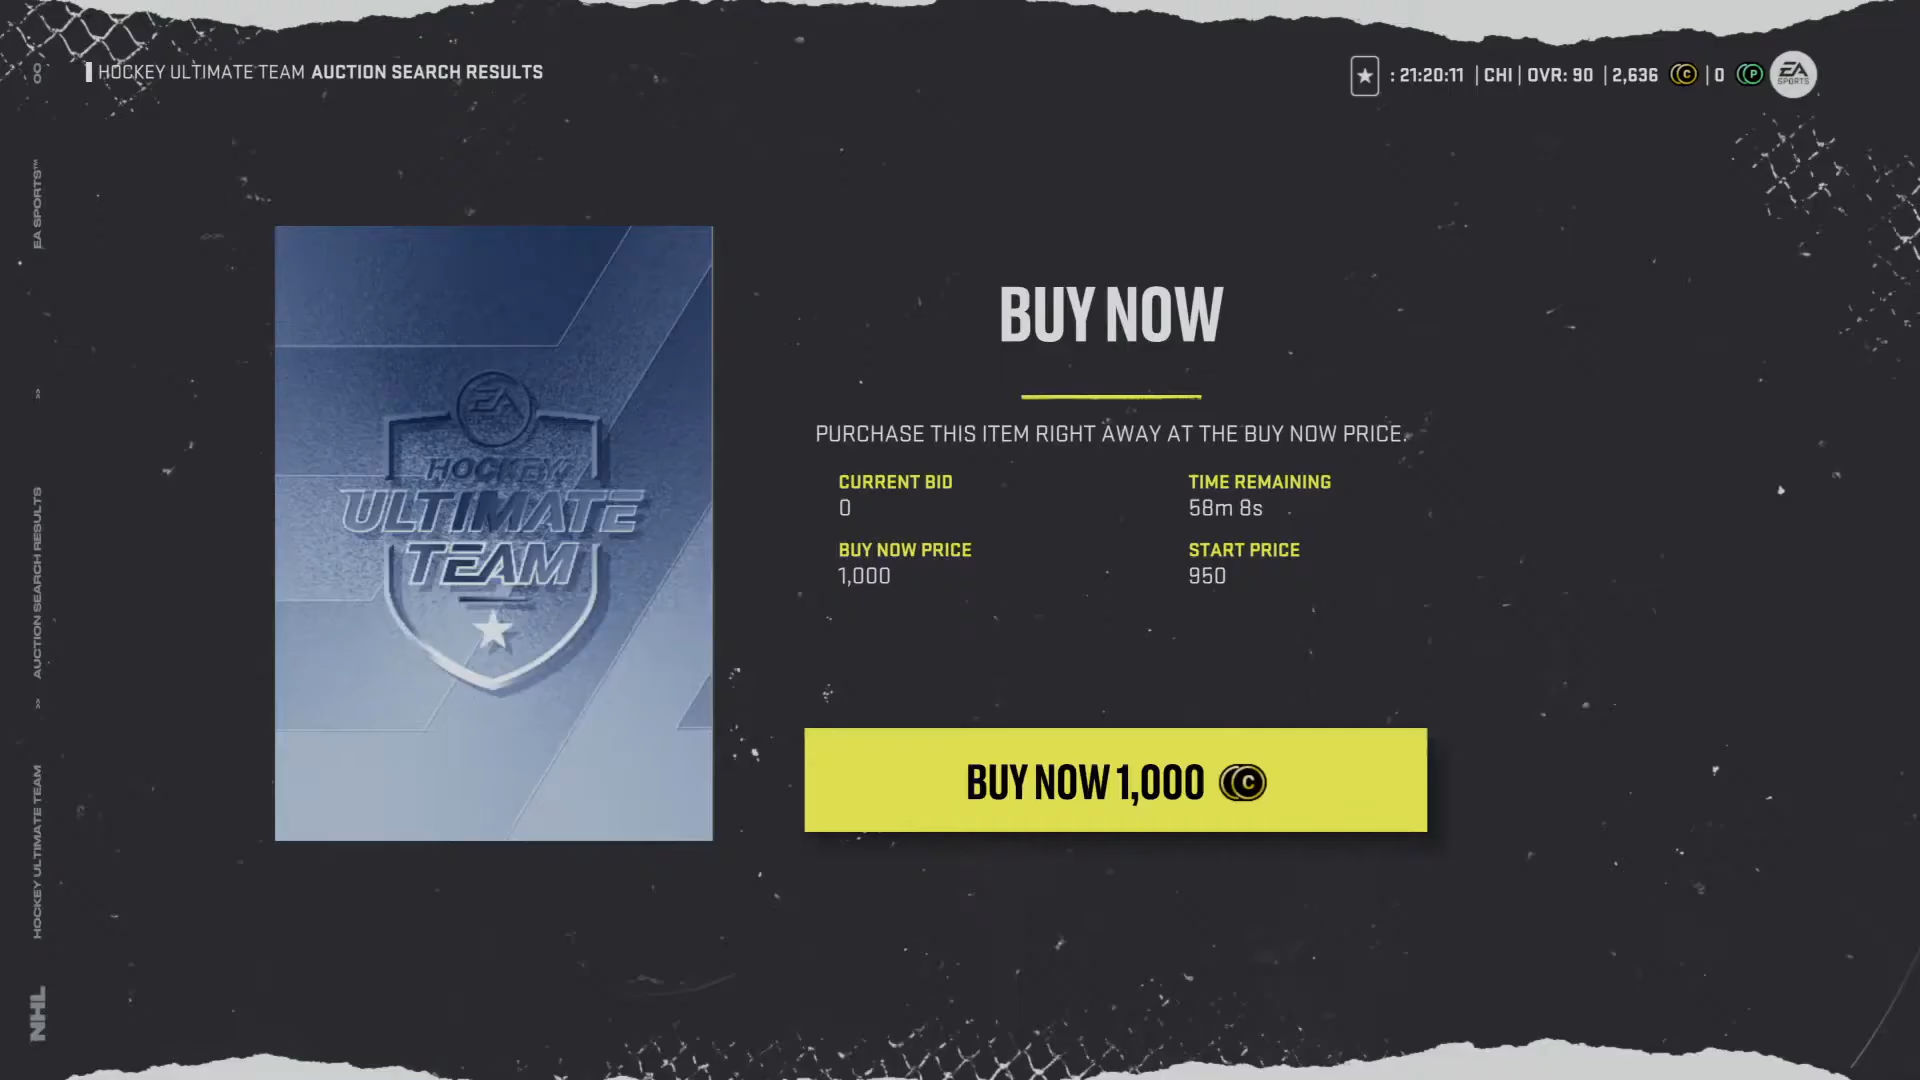 HOCKEY ULTIMATE TEAM AUCTION SEARCH RESULTS
: 21:20:11 | CHI | OVR: 90 | 2,636 C | 0 P EA SPORTS
EA SPORTS™
AUCTION SEARCH RESULTS
HOCKEY ULTIMATE TEAM
NHL
EA
HOCKEY
ULTIMATE
TEAM
BUY NOW
PURCHASE THIS ITEM RIGHT AWAY AT THE BUY NOW PRICE.
CURRENT BID
0
TIME REMAINING
58m 8s
BUY NOW PRICE
1,000
START PRICE
950
BUY NOW 1,000 C